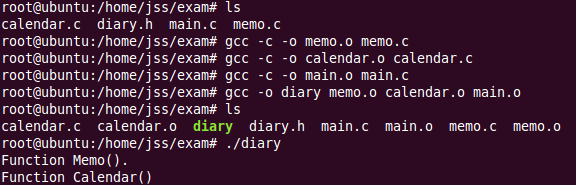 root@ubuntu:/home/jss/exam# ls
calendar.c  diary.h  main.c  memo.c
root@ubuntu:/home/jss/exam# gcc -c -o memo.o memo.c
root@ubuntu:/home/jss/exam# gcc -c -o calendar.o calendar.c
root@ubuntu:/home/jss/exam# gcc -c -o main.o main.c
root@ubuntu:/home/jss/exam# gcc -o diary memo.o calendar.o main.o
root@ubuntu:/home/jss/exam# ls
calendar.c  calendar.o  diary  diary.h  main.c  main.o  memo.c  memo.o
root@ubuntu:/home/jss/exam# ./diary
Function Memo().
Function Calendar()